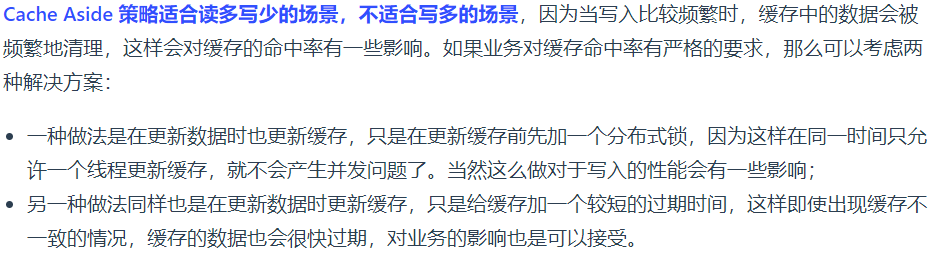 Cache Aside 策略适合读多写少的场景，不适合写多的场景，因为当写入比较频繁时，缓存中的数据会被
频繁地清理，这样会对缓存的命中率有一些影响。如果业务对缓存命中率有严格的要求，那么可以考虑两
种解决方案：
• 一种做法是在更新数据时也更新缓存，只是在更新缓存前先加一个分布式锁，因为这样在同一时间只允
许一个线程更新缓存，就不会产生并发问题了。当然这么做对于写入的性能会有一些影响；
• 另一种做法同样也是在更新数据时更新缓存，只是给缓存加一个较短的过期时间，这样即使出现缓存不
一致的情况，缓存的数据也会很快过期，对业务的影响也是可以接受。